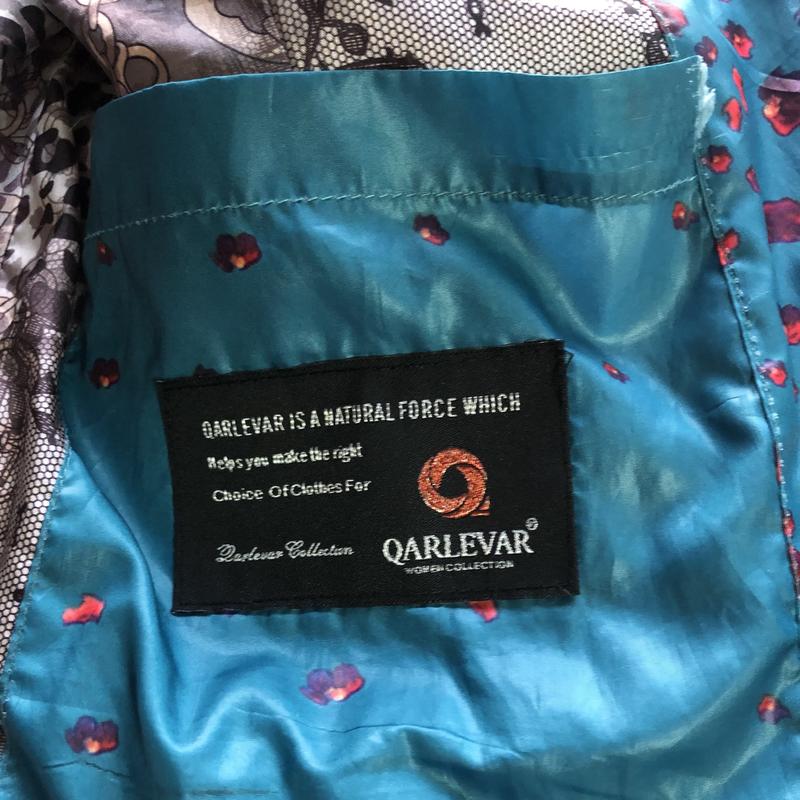 QARLEVAR IS A NATURAL FORCE WHICH
Helps you make the right
Choice Of Clothes For
Qarlevar Collection
QARLEVAR®
WOMEN COLLECTION